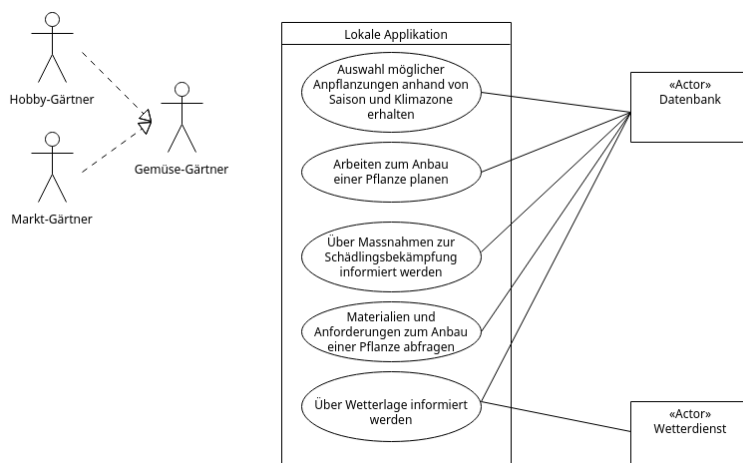 Hobby-Gärtner
Markt-Gärtner
Gemüse-Gärtner
Lokale Applikation
Auswahl möglicher
Anpflanzungen anhand von
Saison und Klimazone
erhalten
Arbeiten zum Anbau
einer Pflanze planen
Über Massnahmen zur
Schädlingsbekämpfung
informiert werden
Materialien und
Anforderungen zum Anbau
einer Pflanze abfragen
Über Wetterlage informiert
werden
«Actor»
Datenbank
«Actor»
Wetterdienst